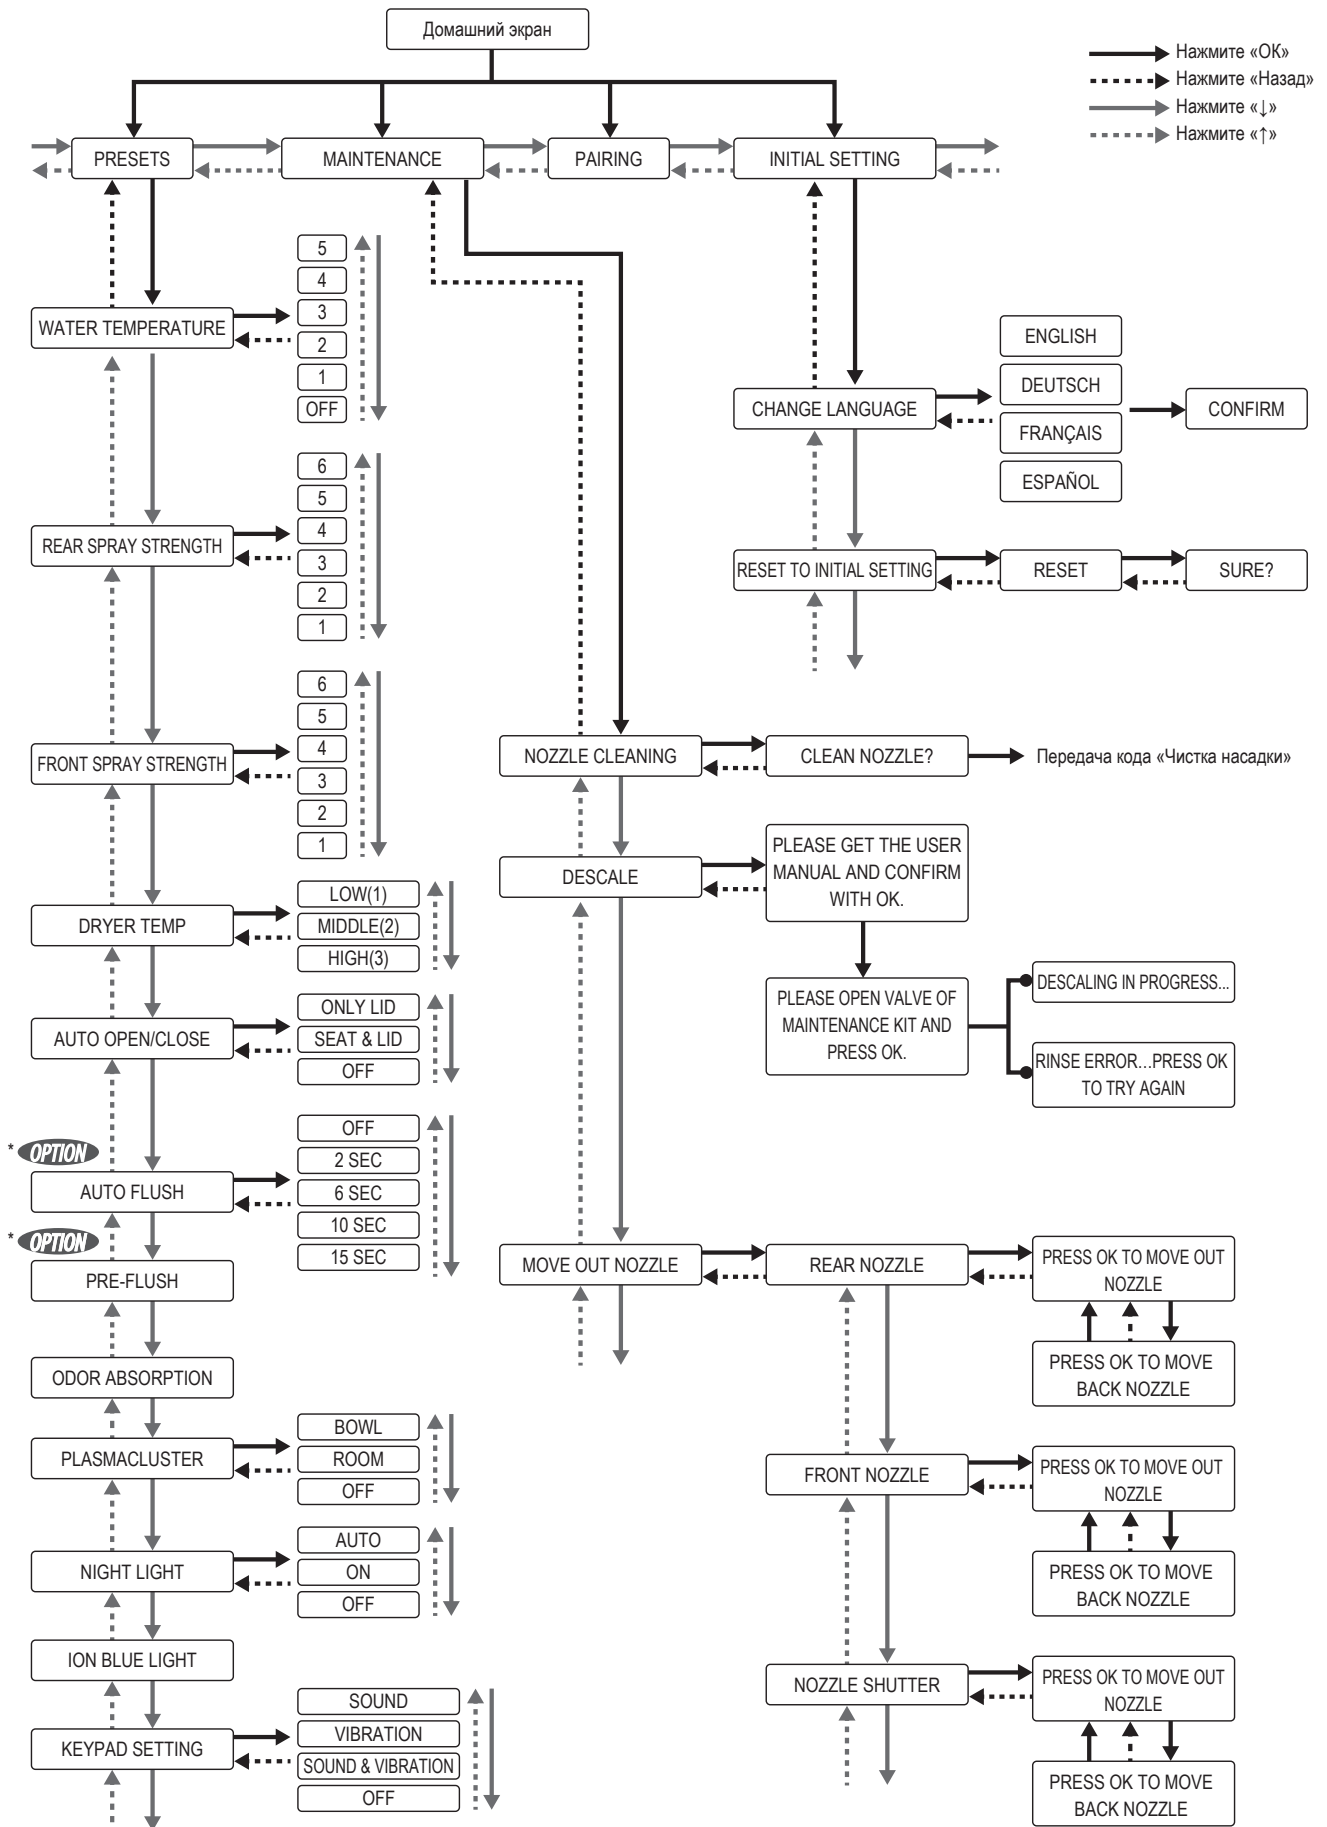 Домашний экран
Нажмите «ОК»
Нажмите «Назад»
Нажмите «↓»
Нажмите «↑»
PRESETS
MAINTENANCE
PAIRING
INITIAL SETTING
WATER TEMPERATURE
5
4
3
2
1
OFF
REAR SPRAY STRENGTH
6
5
4
3
2
1
FRONT SPRAY STRENGTH
6
5
4
3
2
1
DRYER TEMP
LOW(1)
MIDDLE(2)
HIGH(3)
AUTO OPEN/CLOSE
ONLY LID
SEAT & LID
OFF
* OPTION
AUTO FLUSH
OFF
2 SEC
6 SEC
10 SEC
15 SEC
* OPTION
PRE-FLUSH
ODOR ABSORPTION
PLASMACLUSTER
BOWL
ROOM
OFF
NIGHT LIGHT
AUTO
ON
OFF
ION BLUE LIGHT
KEYPAD SETTING
SOUND
VIBRATION
SOUND & VIBRATION
OFF
NOZZLE CLEANING
CLEAN NOZZLE?
Передача кода «Чистка насадки»
DESCALE
PLEASE GET THE USER
MANUAL AND CONFIRM
WITH OK.
PLEASE OPEN VALVE OF
MAINTENANCE KIT AND
PRESS OK.
DESCALING IN PROGRESS...
RINSE ERROR...PRESS OK
TO TRY AGAIN
MOVE OUT NOZZLE
REAR NOZZLE
PRESS OK TO MOVE OUT
NOZZLE
PRESS OK TO MOVE
BACK NOZZLE
FRONT NOZZLE
PRESS OK TO MOVE OUT
NOZZLE
PRESS OK TO MOVE
BACK NOZZLE
NOZZLE SHUTTER
PRESS OK TO MOVE OUT
NOZZLE
PRESS OK TO MOVE
BACK NOZZLE
CHANGE LANGUAGE
ENGLISH
DEUTSCH
FRANÇAIS
ESPAÑOL
CONFIRM
RESET TO INITIAL SETTING
RESET
SURE?